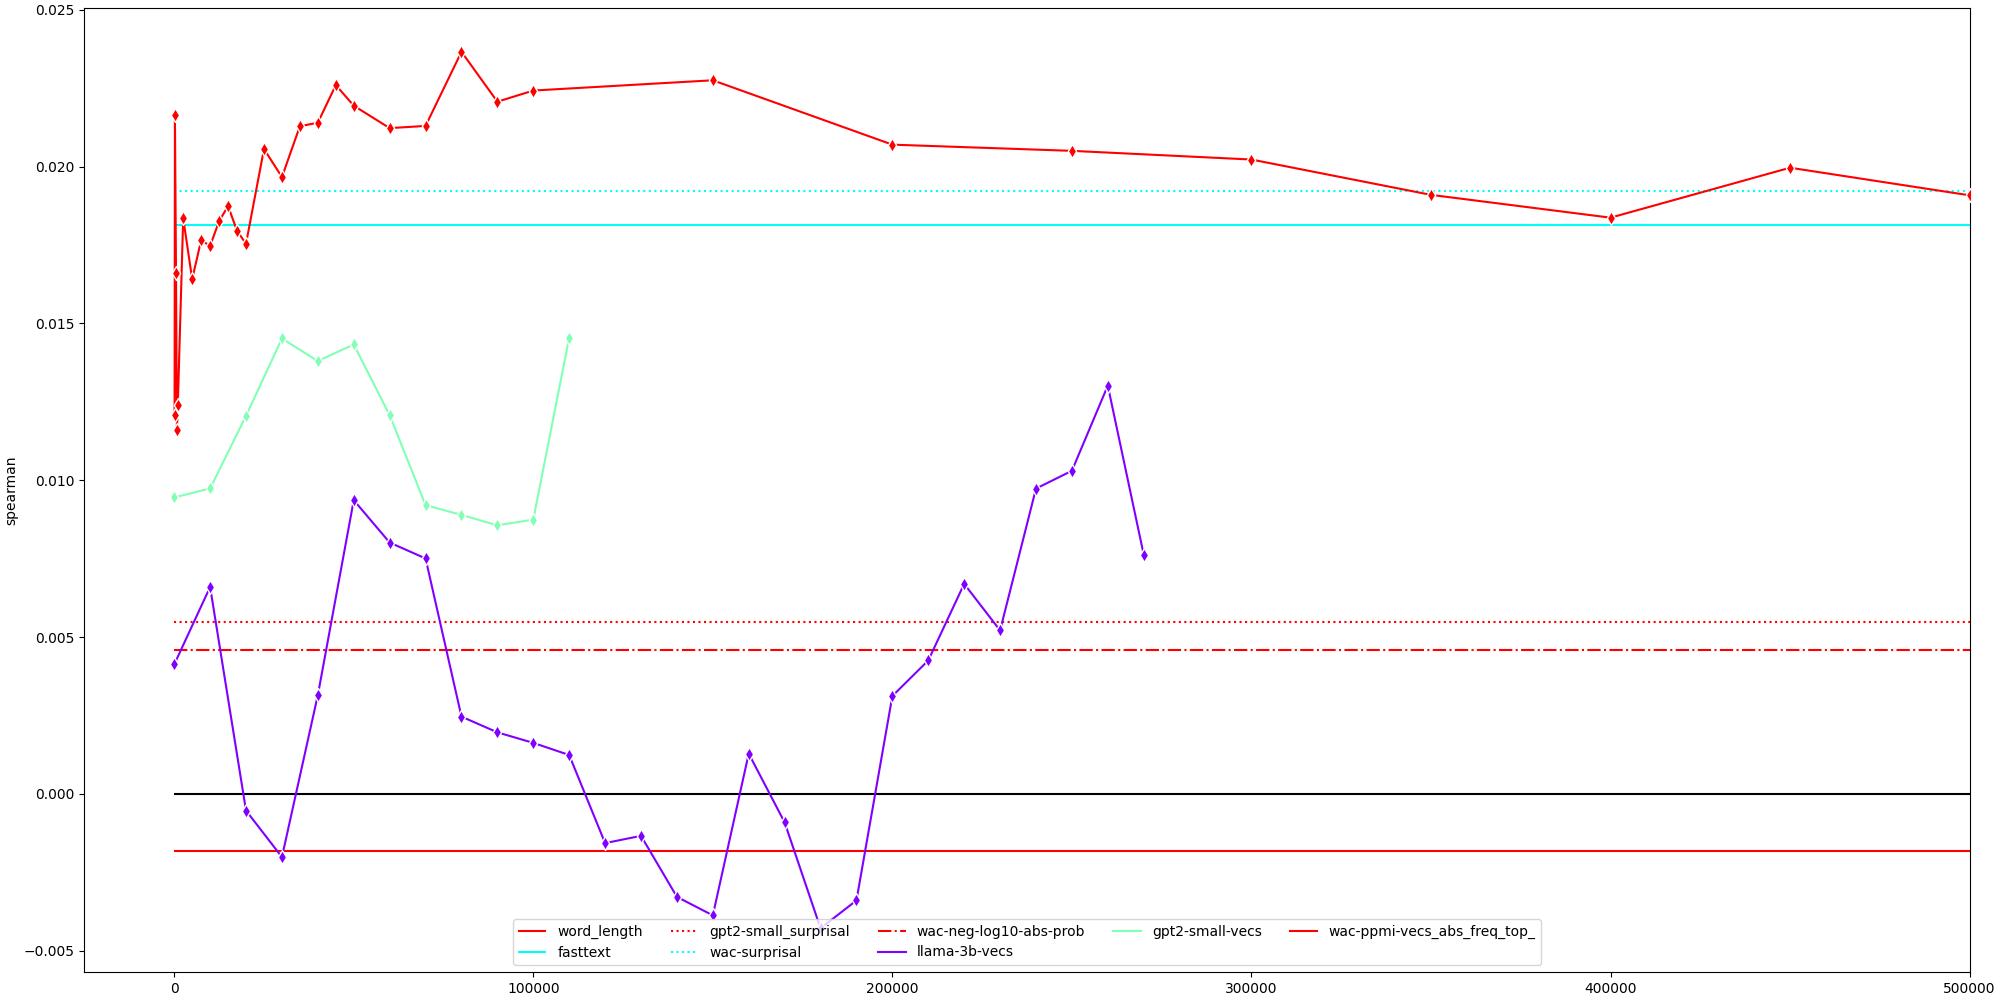 0.025
0.020
0.015
0.010
0.005
0.000
−0.005
spearman
word_length gpt2-small_surprisal wac-neg-log10-abs-prob gpt2-small-vecs wac-ppmi-vecs_abs_freq_top_
fasttext wac-surprisal llama-3b-vecs
0 100000 200000 300000 400000 500000